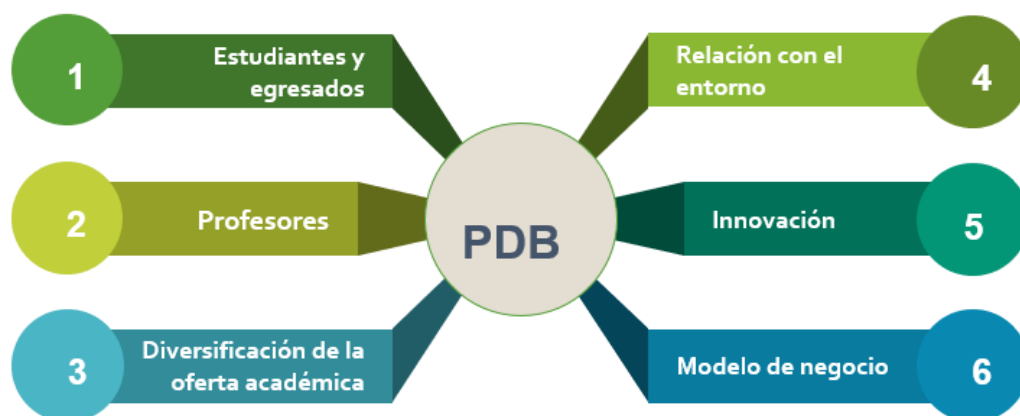 1
Estudiantes y
egresados
2
Profesores
3
Diversificación de la
oferta académica
PDB
Relación con el
entorno
4
Innovación
5
Modelo de negocio
6